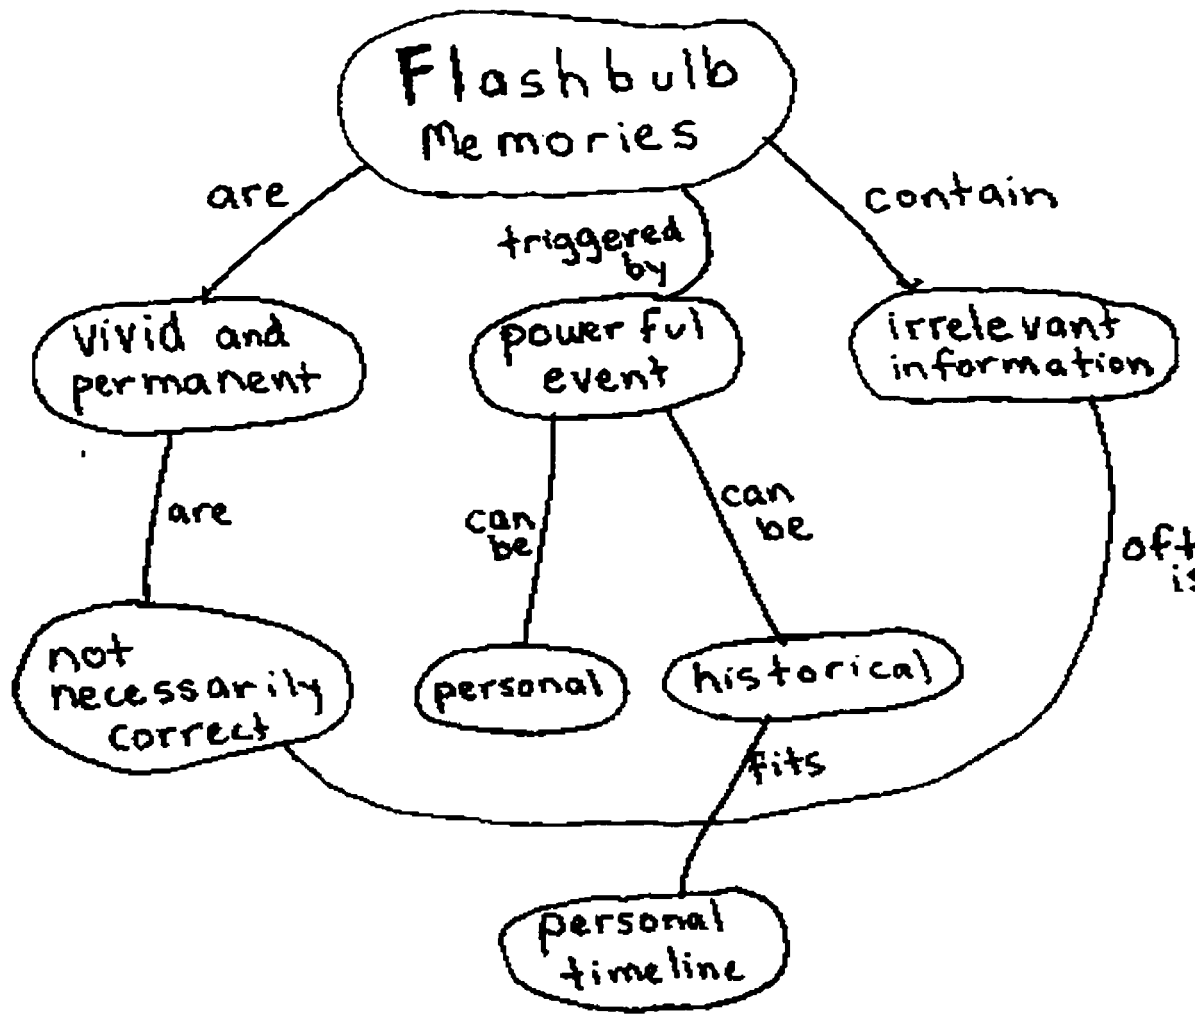 Flashbulb
Memories
are
contain
triggered
by
vivid and
permanent
powerful
event
irrelevant
information
are
can
be
can
be
is
not
necessarily
correct
personal
historical
fits
personal
timeline